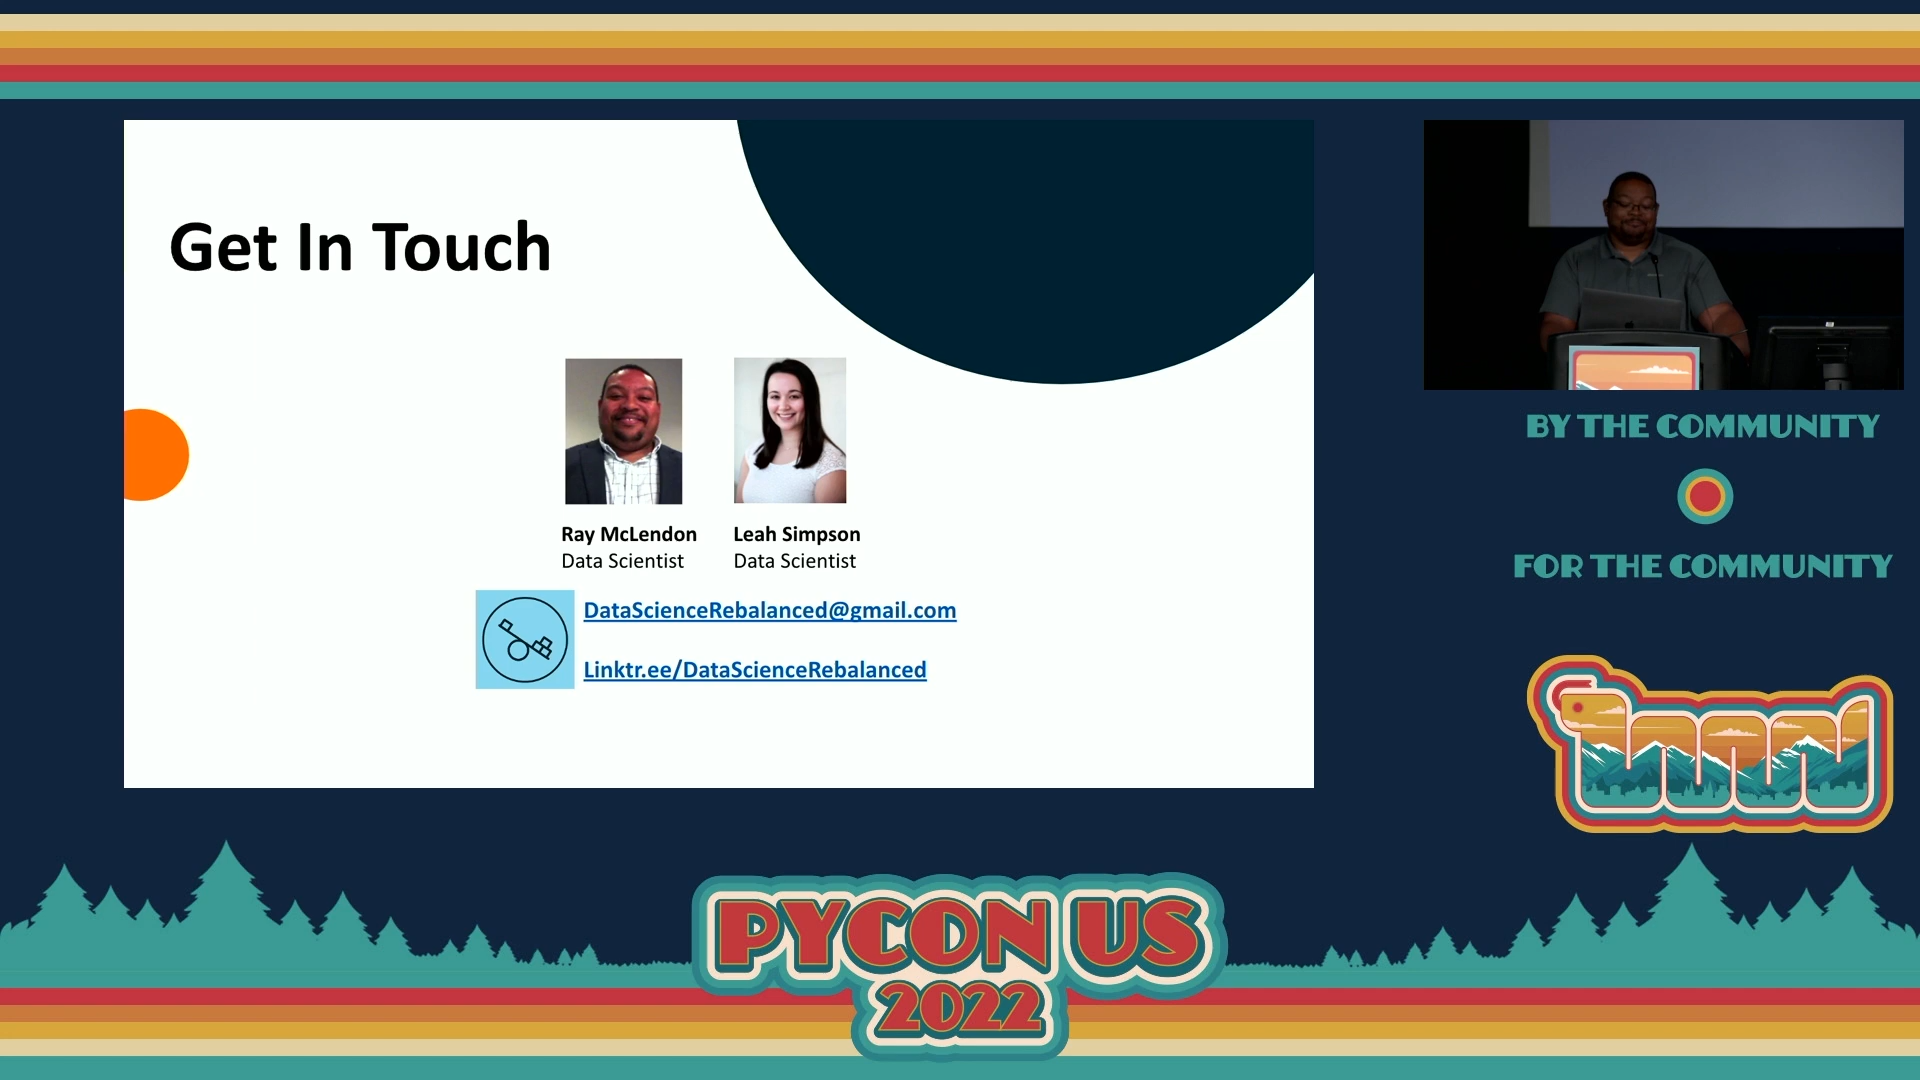 Get In Touch
Ray McLendon
Data Scientist
Leah Simpson
Data Scientist
DataScienceRebalanced@gmail.com
Linktr.ee/DataScienceRebalanced
BY THE COMMUNITY
FOR THE COMMUNITY
PYCON US
2022